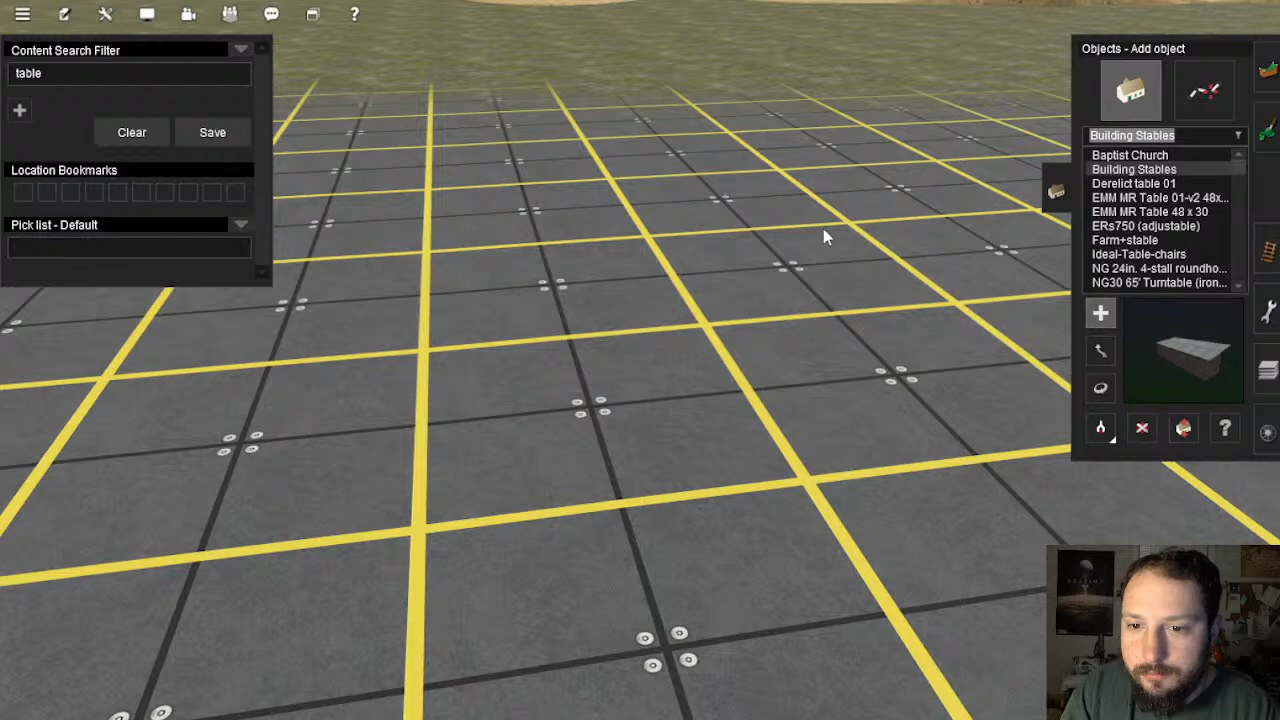 Content Search Filter
table
Clear
Save
Location Bookmarks
Pick list - Default
Objects - Add object
Building Stables
Baptist Church
Building Stables
Derelict table 01
EMM MR Table 01-v2 48x...
EMM MR Table 48 x 30
ERs750 (adjustable)
Farm+stable
Ideal-Table-chairs
NG 24in. 4-stall roundho...
NG30 65' Turntable (iron...
DESTINY